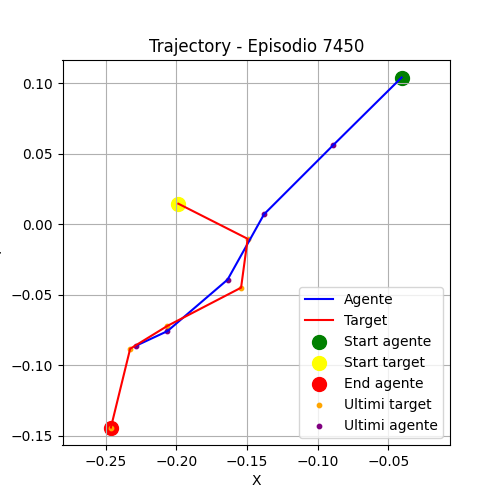 Trajectory - Episodio 7450
0.10
0.05
0.00
−0.05
−0.10
−0.15
−0.25
−0.20
−0.15
−0.10
−0.05
X
Agente
Target
Start agente
Start target
End agente
Ultimi target
Ultimi agente